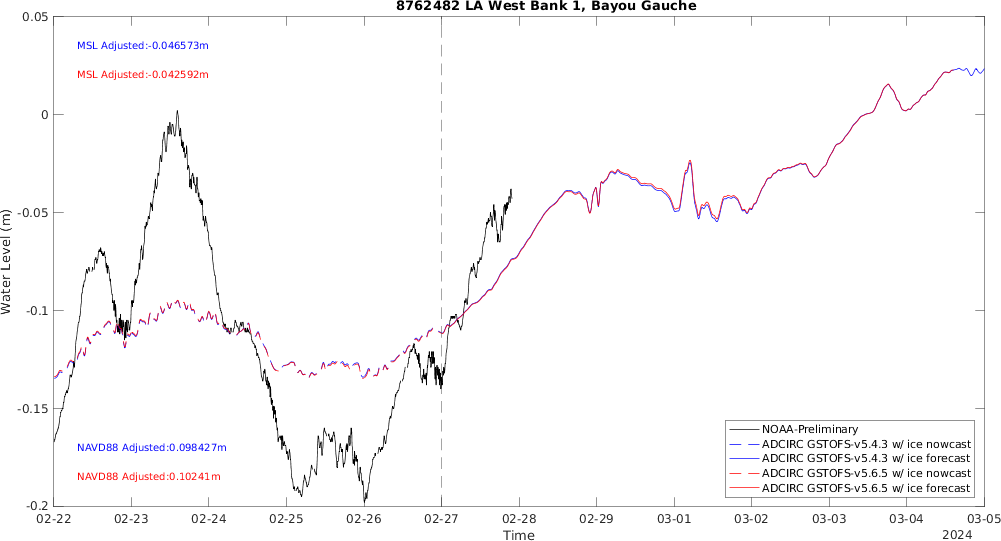 8762482 LA West Bank 1, Bayou Gauche
0.05
MSL Adjusted:-0.046573m
MSL Adjusted:-0.042592m
0
-0.05
Water Level (m)
-0.1
-0.15
NAVD88 Adjusted:0.098427m
NAVD88 Adjusted:0.10241m
-0.2
NOAA-Preliminary
ADCIRC GSTOFS-v5.4.3 w/ ice nowcast
ADCIRC GSTOFS-v5.4.3 w/ ice forecast
ADCIRC GSTOFS-v5.6.5 w/ ice nowcast
ADCIRC GSTOFS-v5.6.5 w/ ice forecast
02-22 02-23 02-24 02-25 02-26 02-27 02-28 02-29 03-01 03-02 03-03 03-04 03-05
Time
2024